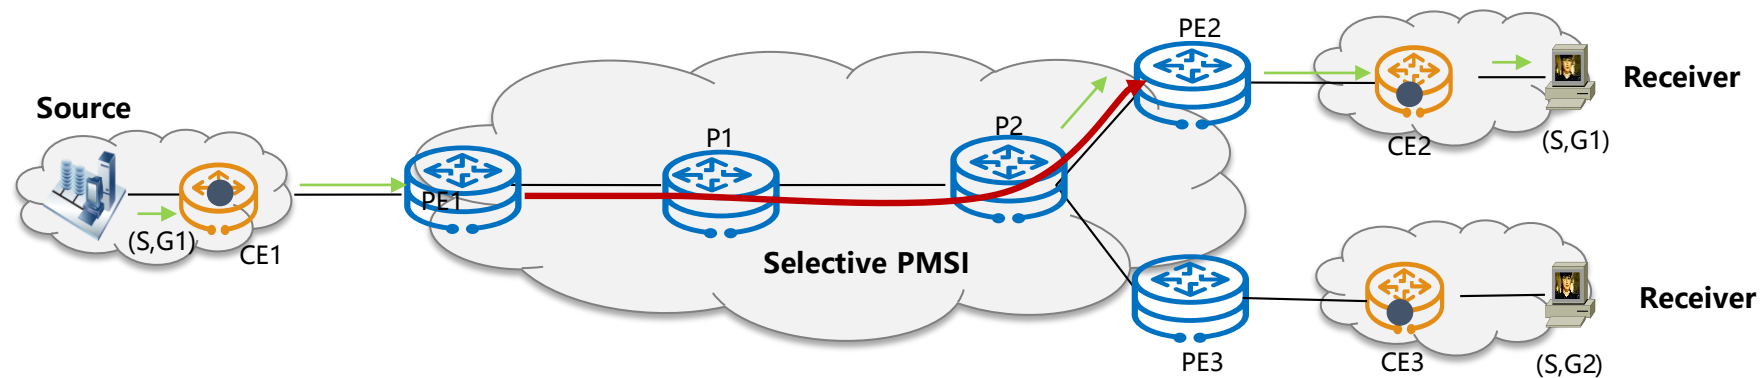 Source
(S,G1)
CE1
PE1
P1
P2
Selective PMSI
PE2
CE2
(S,G1)
Receiver
PE3
CE3
(S,G2)
Receiver